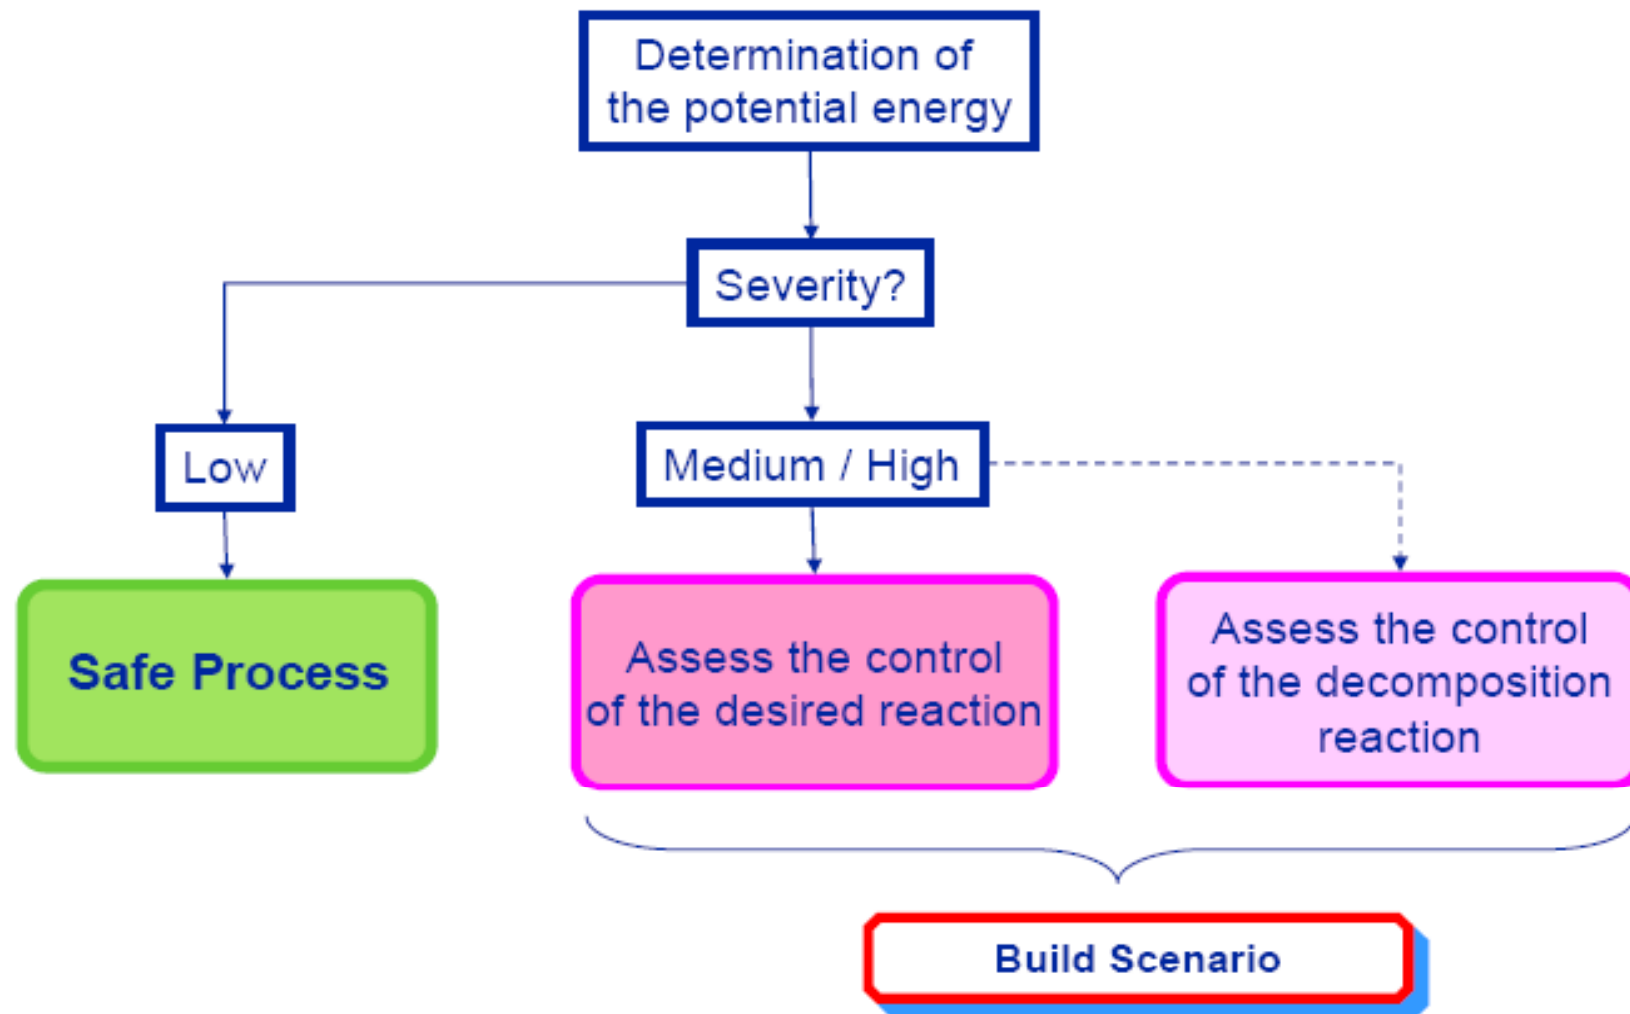 Determination of
the potential energy
Severity?
Low
Medium / High
Safe Process
Assess the control
of the desired reaction
Assess the control
of the decomposition
reaction
Build Scenario